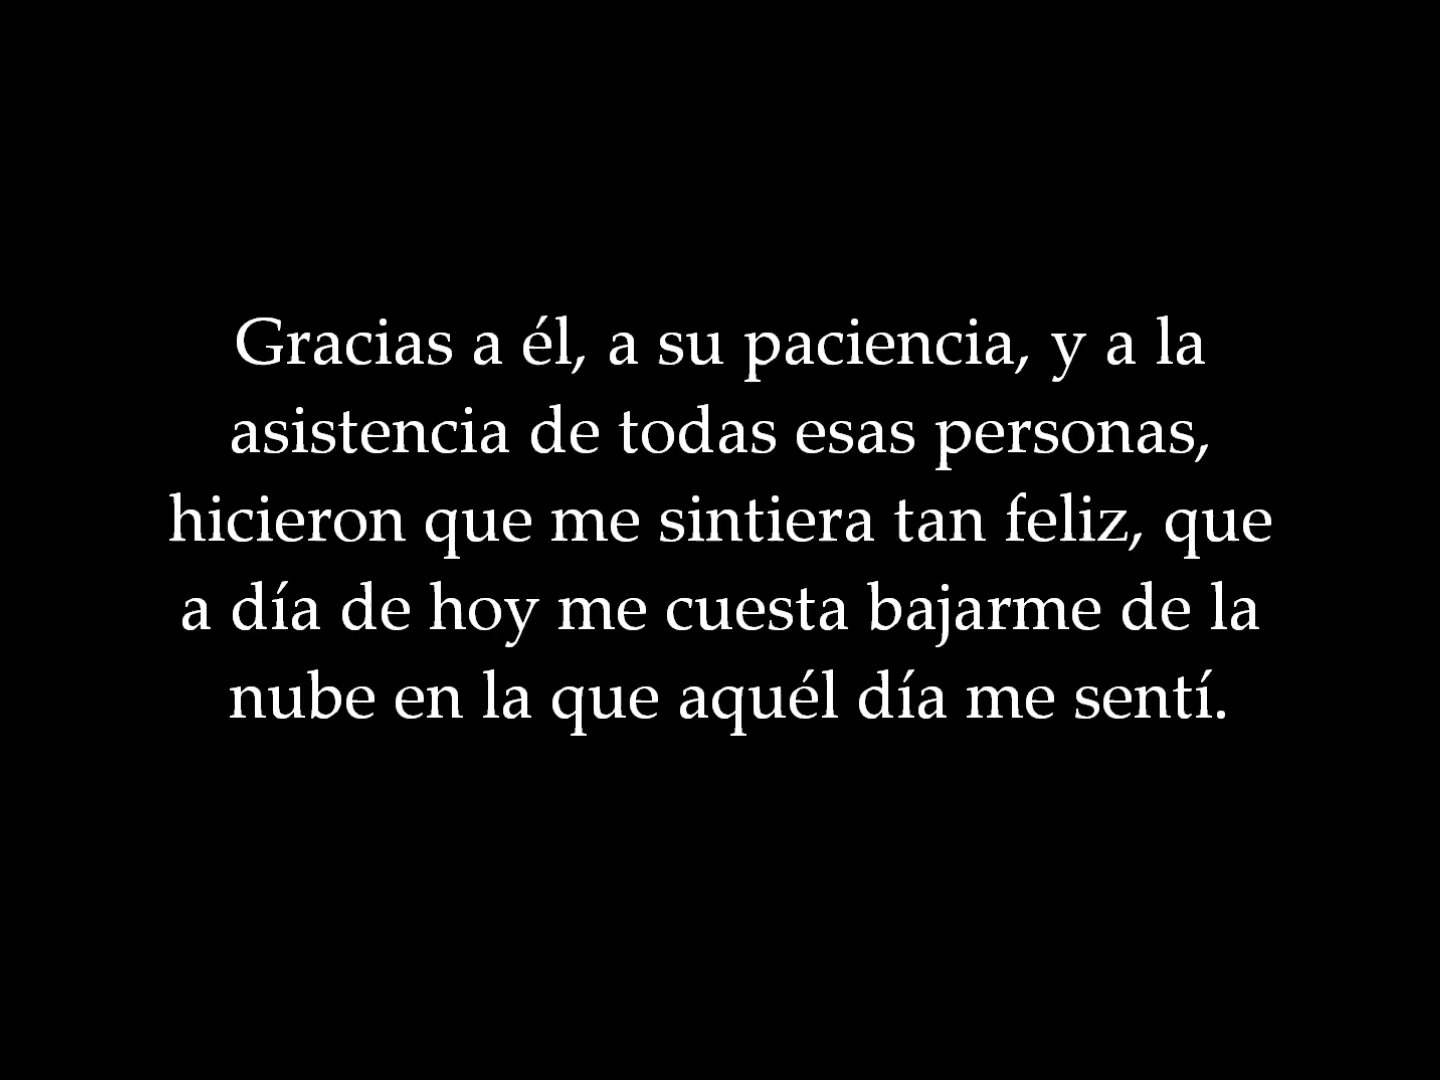 Gracias a él, a su paciencia, y a la
asistencia de todas esas personas,
hicieron que me sintiera tan feliz, que
a día de hoy me cuesta bajarme de la
nube en la que aquél día me sentí.